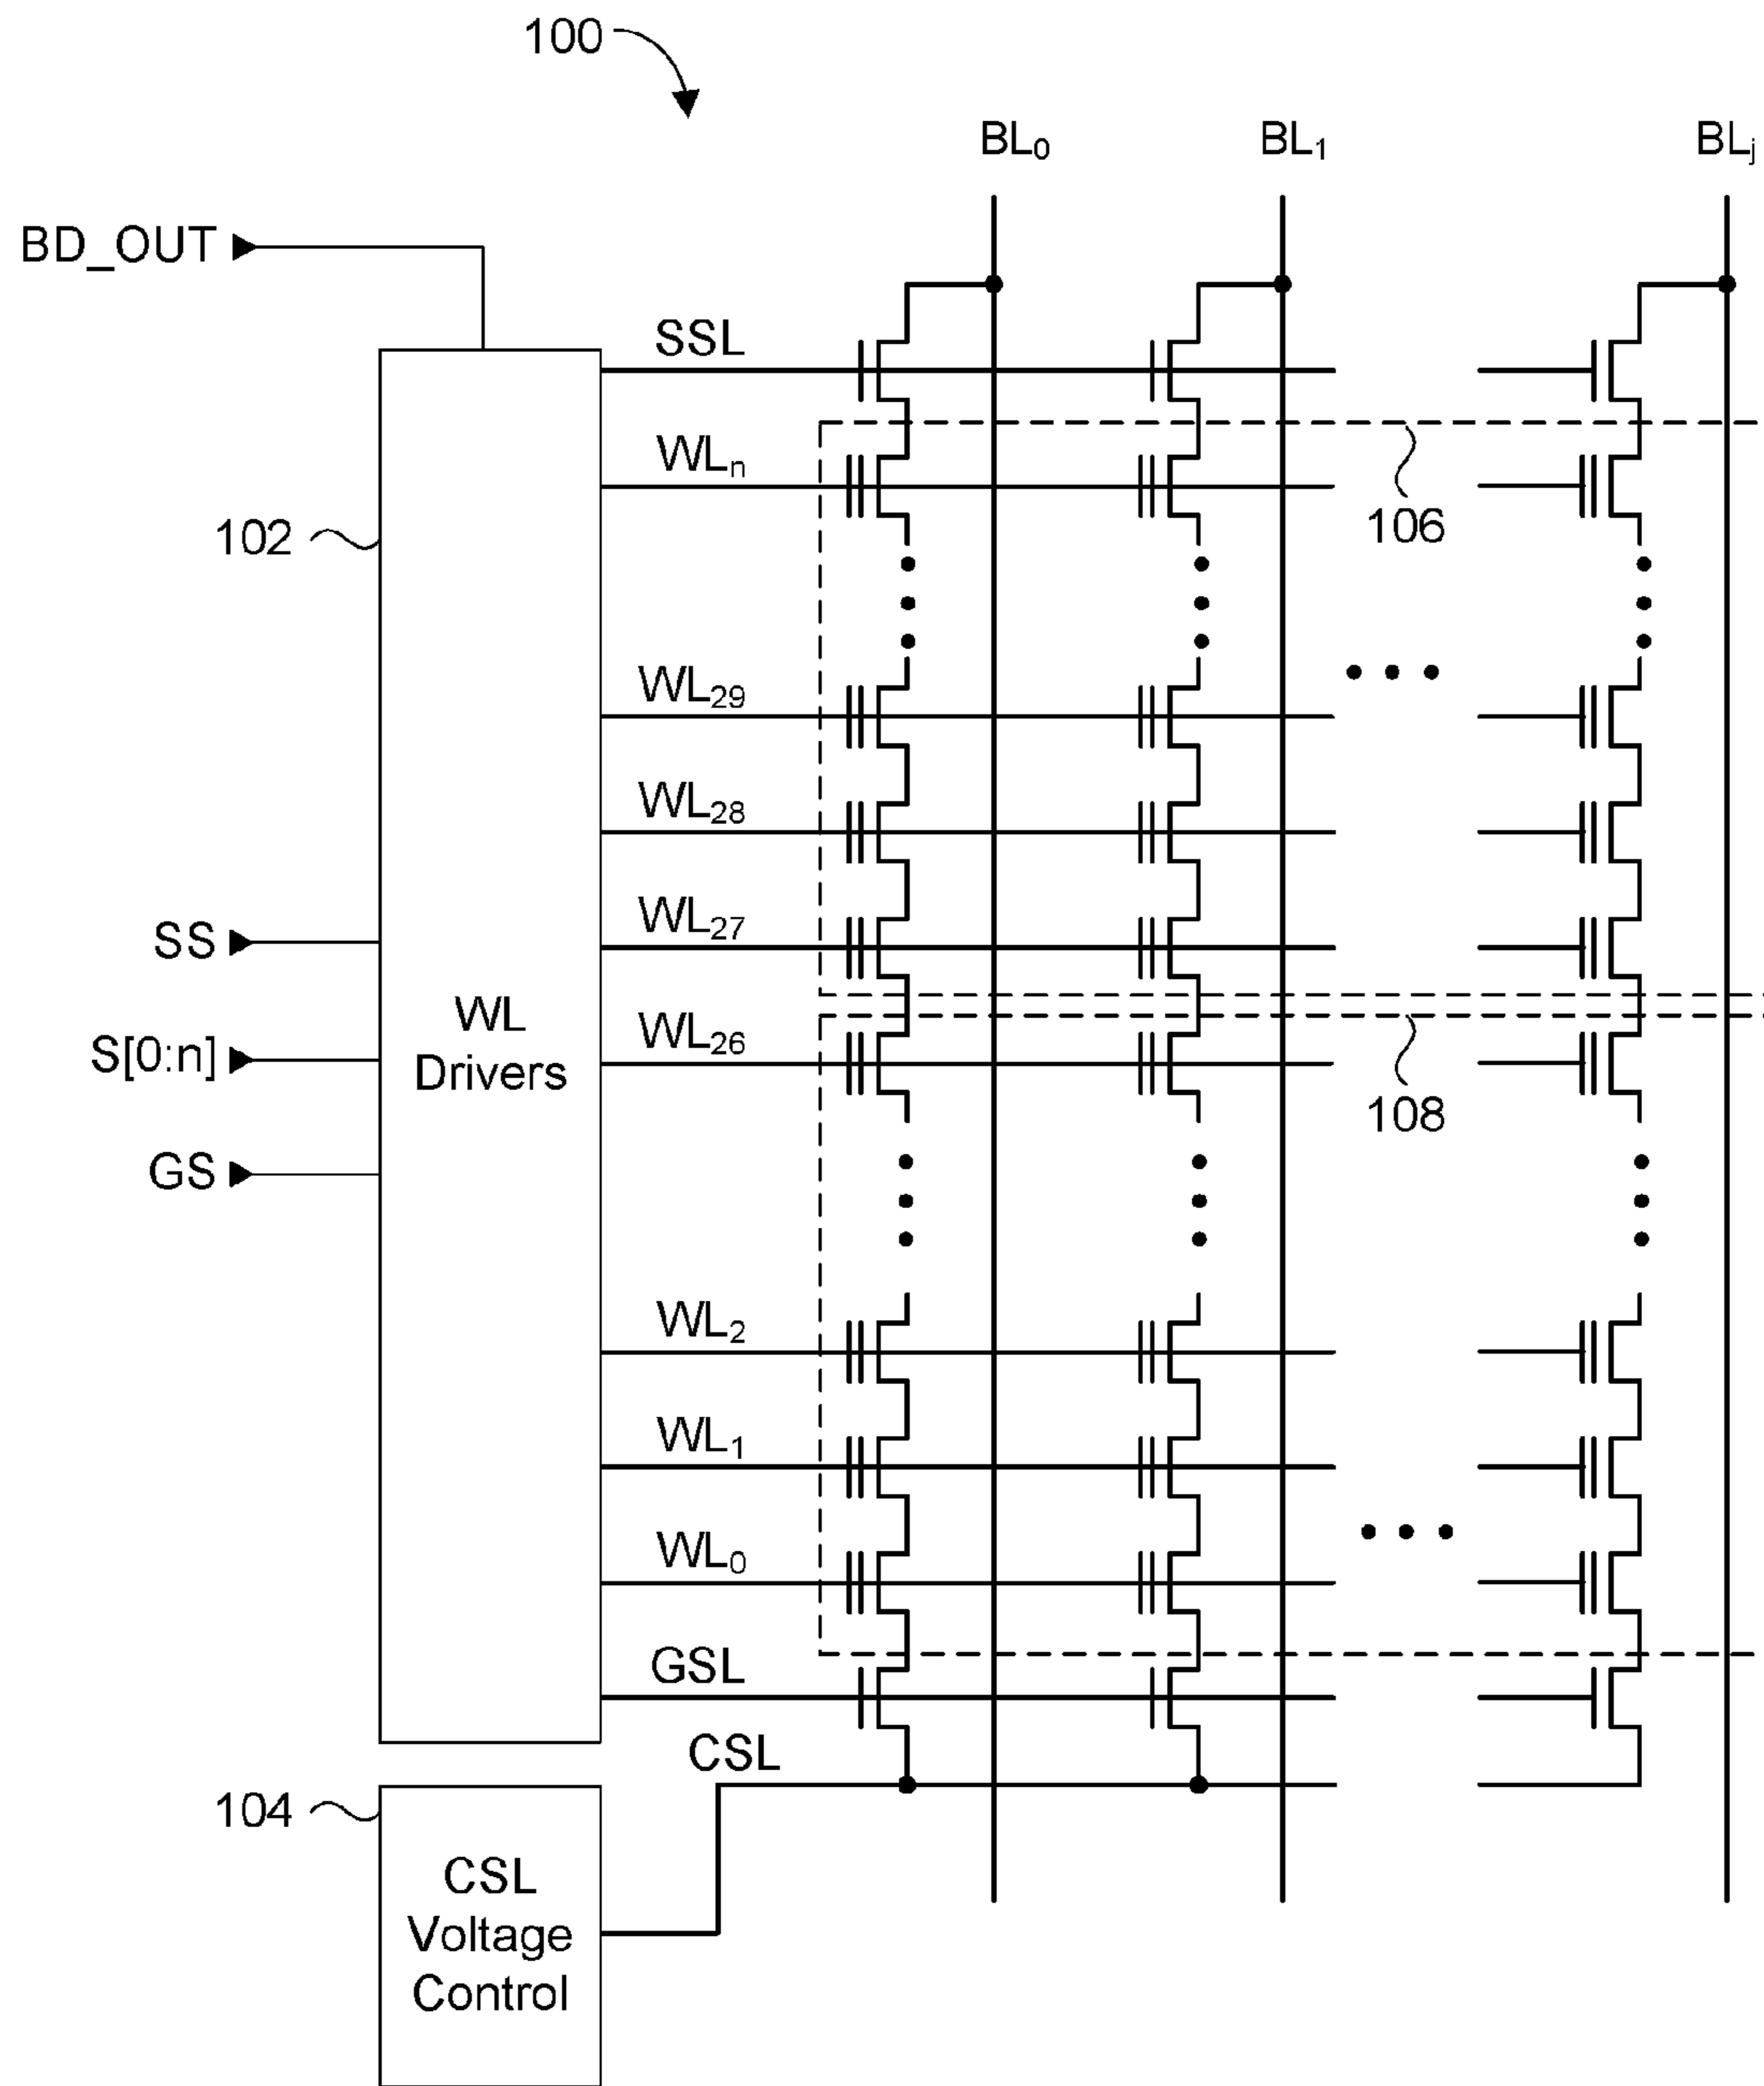 100
BL₀ BL₁ BLⱼ
BD_OUT
SSL
WLₙ
106
102
WL₂₉
WL₂₈
WL₂₇
SS
WL
Drivers
WL₂₆
S[0:n]
108
GS
WL₂
WL₁
WL₀
GSL
CSL
104
CSL
Voltage
Control